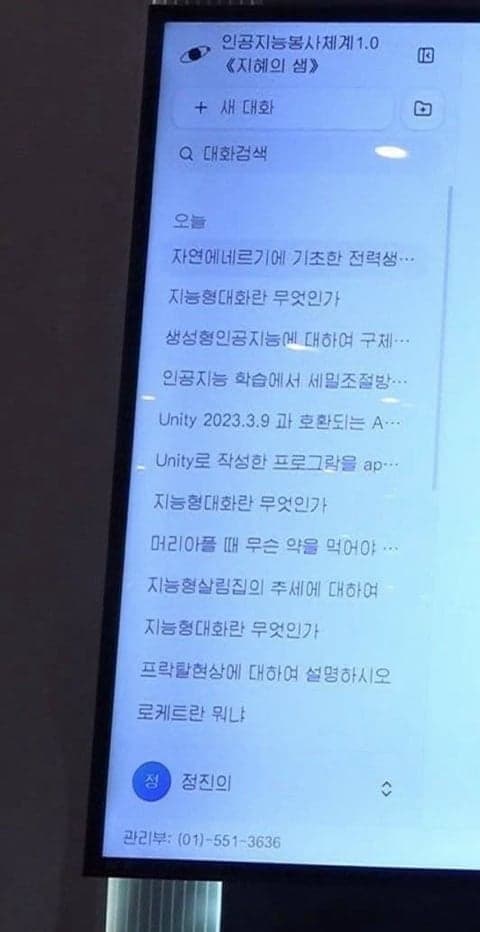 인공지능봉사체계1.0
《지혜의 샘》
+ 새 대화
대화검색
오늘
자연에네르기에 기초한 전력생…
지능형대화란 무엇인가
생성형인공지능에 대하여 구체…
인공지능 학습에서 세밀조절방…
Unity 2023.3.9 과 호환되는 A…
Unity로 작성한 프로그람을 ap…
지능형대화란 무엇인가
머리아플 때 무슨 약을 먹어야 …
지능형살림집의 추세에 대하여
지능형대화란 무엇인가
프락탈현상에 대하여 설명하시오
로케트란 뭐냐
정 정진의
관리부: (01)-551-3636